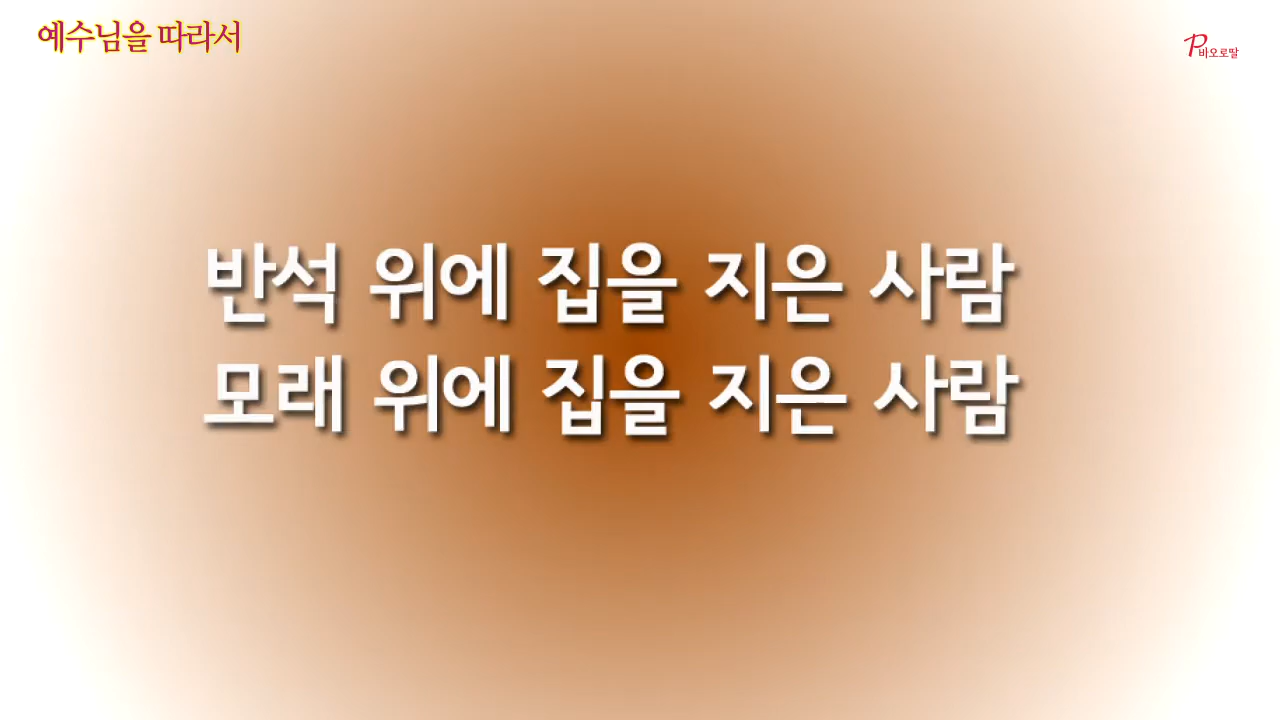 예수님을 따라서
P 바오로딸
반석 위에 집을 지은 사람
모래 위에 집을 지은 사람